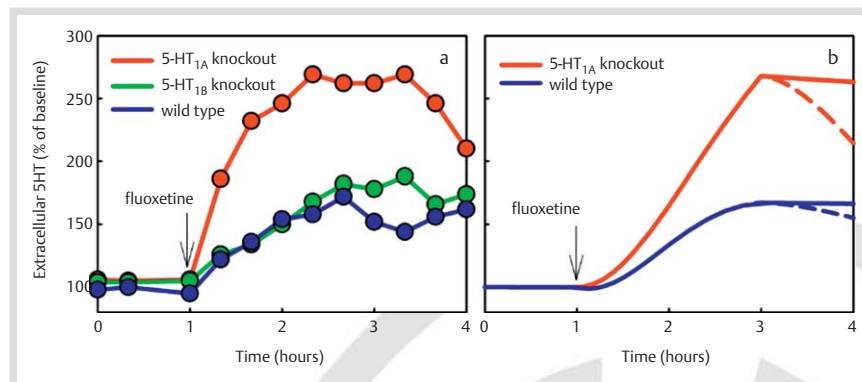 300
250
200
150
100
Extracellular 5HT (% of baseline)
5-HT1A knockout
5-HT1B knockout
wild type
a
fluoxetine
0 1 2 3 4
Time (hours)
5-HT1A knockout
wild type
b
fluoxetine
0 1 2 3 4
Time (hours)